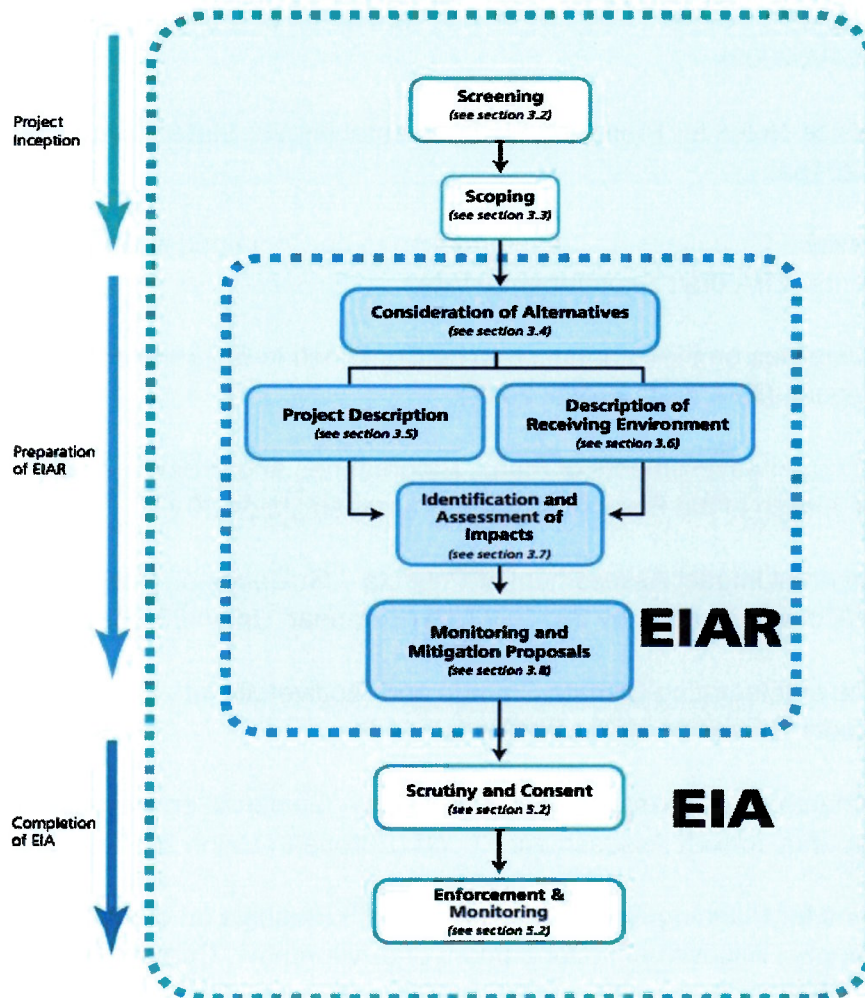 Project
Inception
Screening
(see section 3.2)
Scoping
(see section 3.3)
Preparation
of EIAR
Consideration of Alternatives
(see section 3.4)
Project Description
(see section 3.5)
Description of
Receiving Environment
(see section 3.6)
Identification and
Assessment of
Impacts
(see section 3.7)
Monitoring and
Mitigation Proposals
(see section 3.8)
EIAR
Completion
of EIA
Scrutiny and Consent
(see section 5.2)
EIA
Enforcement &
Monitoring
(see section 5.2)